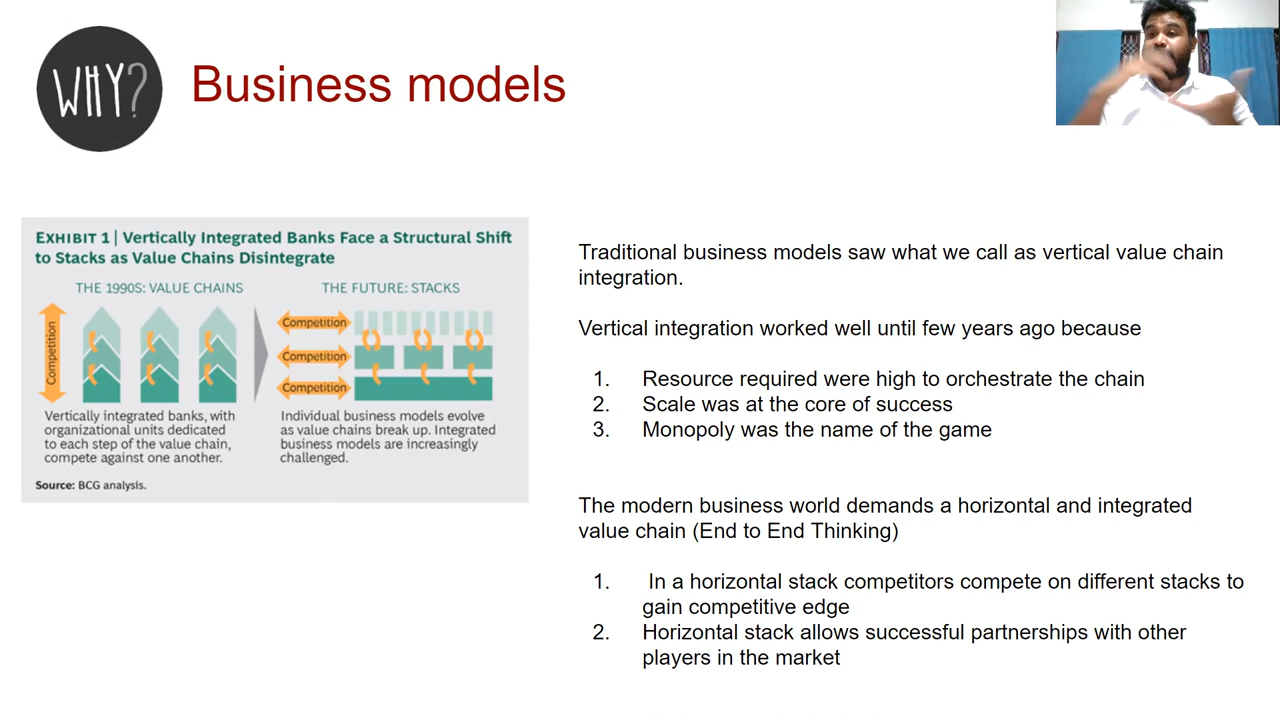 WHY?
Business models
EXHIBIT 1 | Vertically Integrated Banks Face a Structural Shift
to Stacks as Value Chains Disintegrate
THE 1990S: VALUE CHAINS
THE FUTURE: STACKS
Competition
Competition
Competition
Competition
Vertically integrated banks, with
organizational units dedicated
to each step of the value chain,
compete against one another.
Individual business models evolve
as value chains break up. Integrated
business models are increasingly
challenged.
Source: BCG analysis.
Traditional business models saw what we call as vertical value chain
integration.
Vertical integration worked well until few years ago because
1. Resource required were high to orchestrate the chain
2. Scale was at the core of success
3. Monopoly was the name of the game
The modern business world demands a horizontal and integrated
value chain (End to End Thinking)
1. In a horizontal stack competitors compete on different stacks to
gain competitive edge
2. Horizontal stack allows successful partnerships with other
players in the market